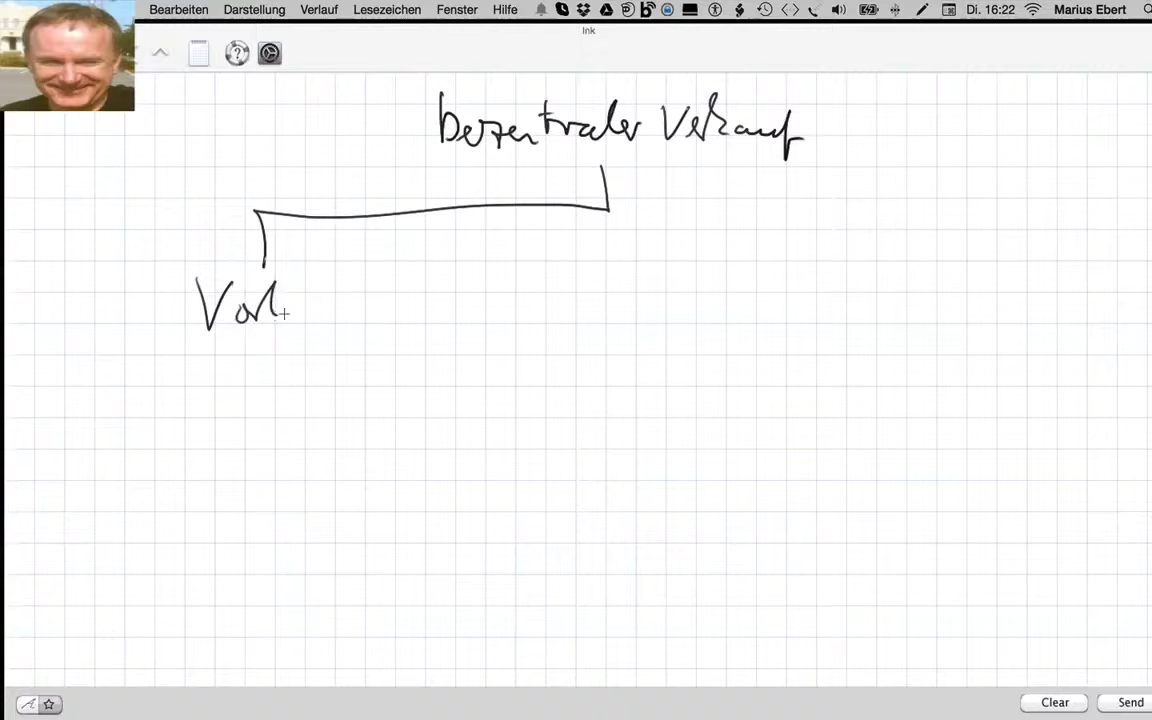 Bearbeiten Darstellung Verlauf Lesezeichen Fenster Hilfe Di. 16:22 Marius Ebert
Ink
dezentraler Verkauf
Vor
Clear Send